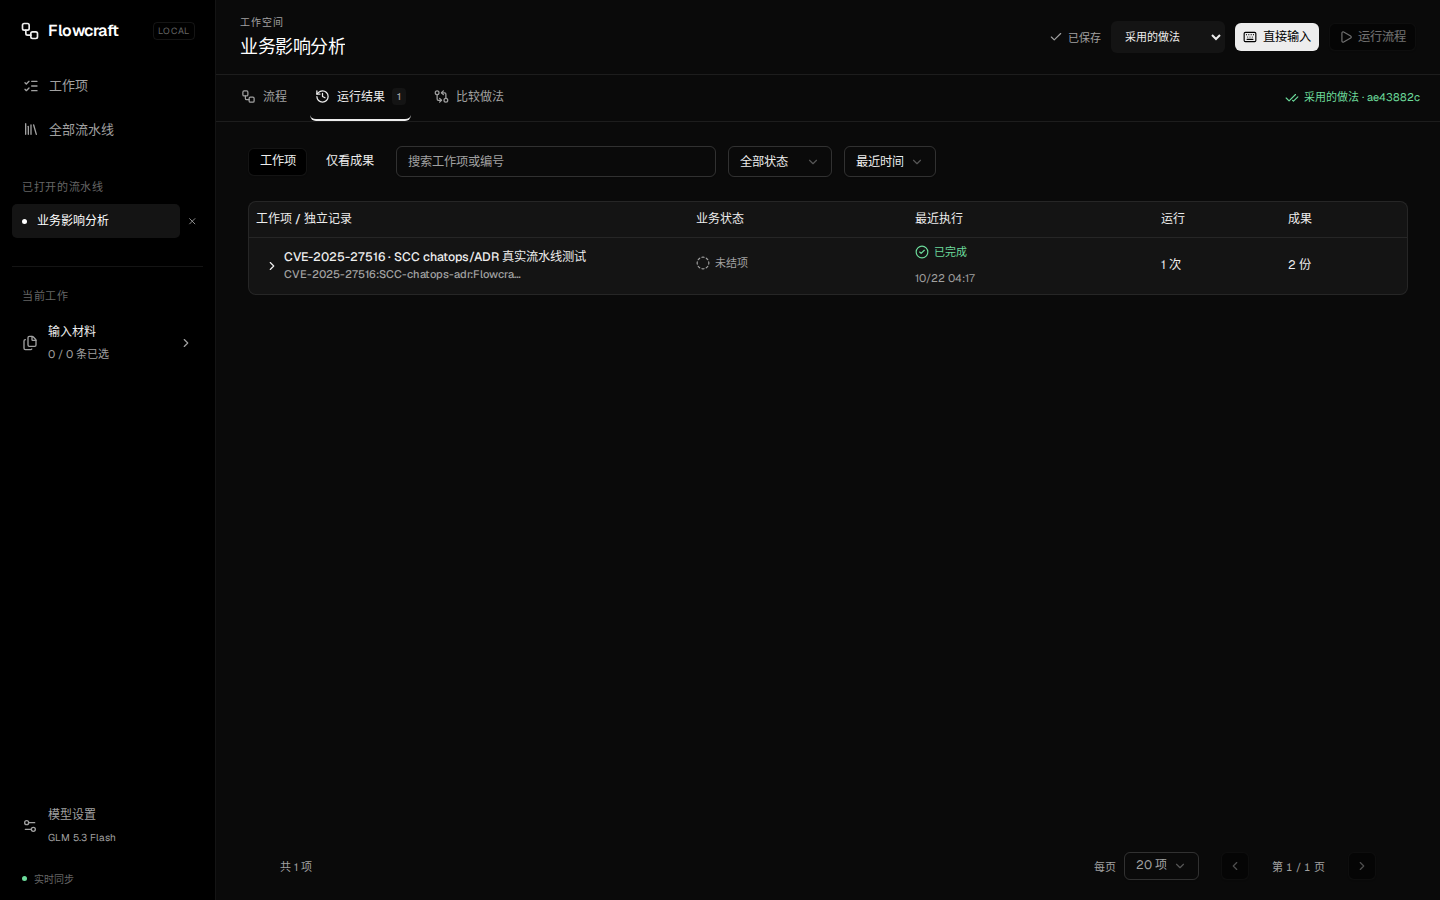 Flowcraft
LOCAL
工作项
全部流水线
已打开的流水线
业务影响分析
当前工作
输入材料
0 / 0 条已选
模型设置
GLM 5.3 Flash
实时同步
工作空间
业务影响分析
已保存
采用的做法
直接输入
运行流程
流程
运行结果 1
比较做法
采用的做法 · ae43882c
工作项
仅看成果
搜索工作项或编号
全部状态
最近时间
工作项 / 独立记录
业务状态
最近执行
运行
成果
CVE-2025-27516 · SCC chatops/ADR 真实流水线测试
CVE-2025-27516:SCC-chatops-adr:Flowcra...
未结项
已完成
10/22 04:17
1 次
2 份
共 1 项
每页
20 项
第 1 / 1 页